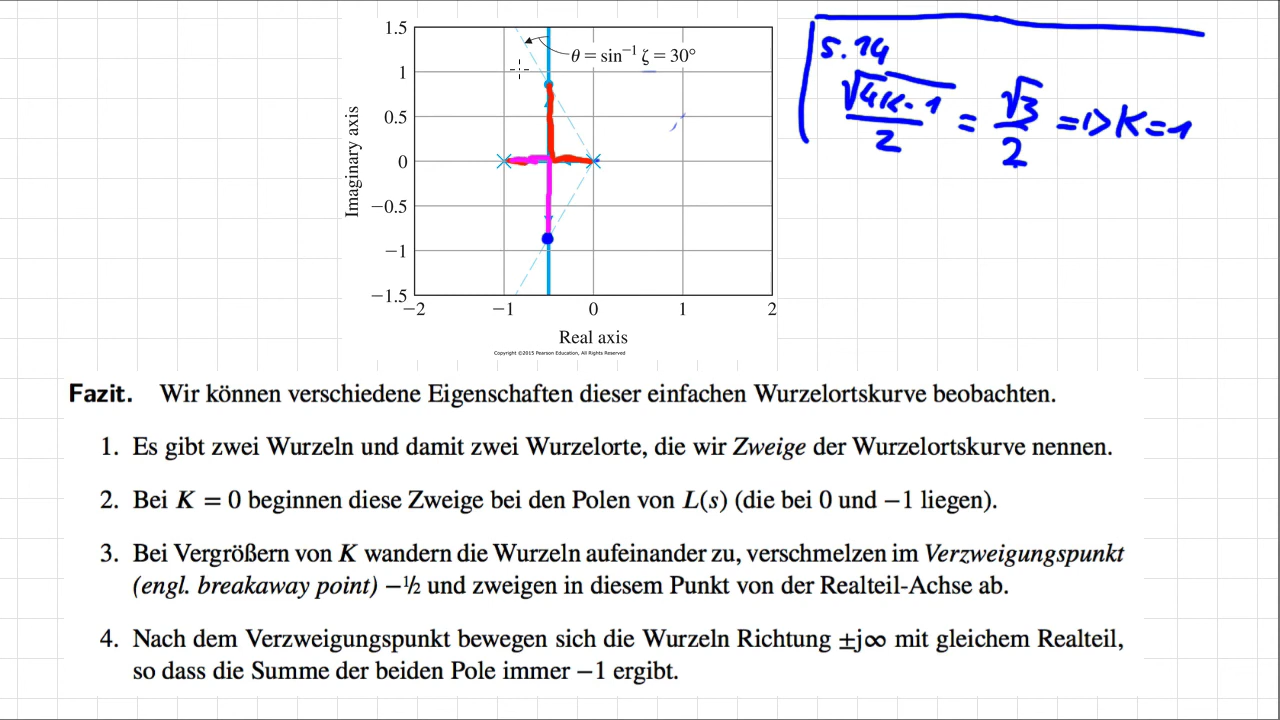 1.5
1
0.5
0
−0.5
−1
−1.5
Imaginary axis
θ = sin⁻¹ ζ = 30°
−2
−1
0
1
2
Real axis
Copyright ©2015 Pearson Education, All Rights Reserved
5.14
√4K-1/2 = √3/2 => K=1
Fazit. Wir können verschiedene Eigenschaften dieser einfachen Wurzelortskurve beobachten.
1. Es gibt zwei Wurzeln und damit zwei Wurzelorte, die wir Zweige der Wurzelortskurve nennen.
2. Bei K = 0 beginnen diese Zweige bei den Polen von L(s) (die bei 0 und −1 liegen).
3. Bei Vergrößern von K wandern die Wurzeln aufeinander zu, verschmelzen im Verzweigungspunkt
(engl. breakaway point) −½ und zweigen in diesem Punkt von der Realteil-Achse ab.
4. Nach dem Verzweigungspunkt bewegen sich die Wurzeln Richtung ±j∞ mit gleichem Realteil,
so dass die Summe der beiden Pole immer −1 ergibt.